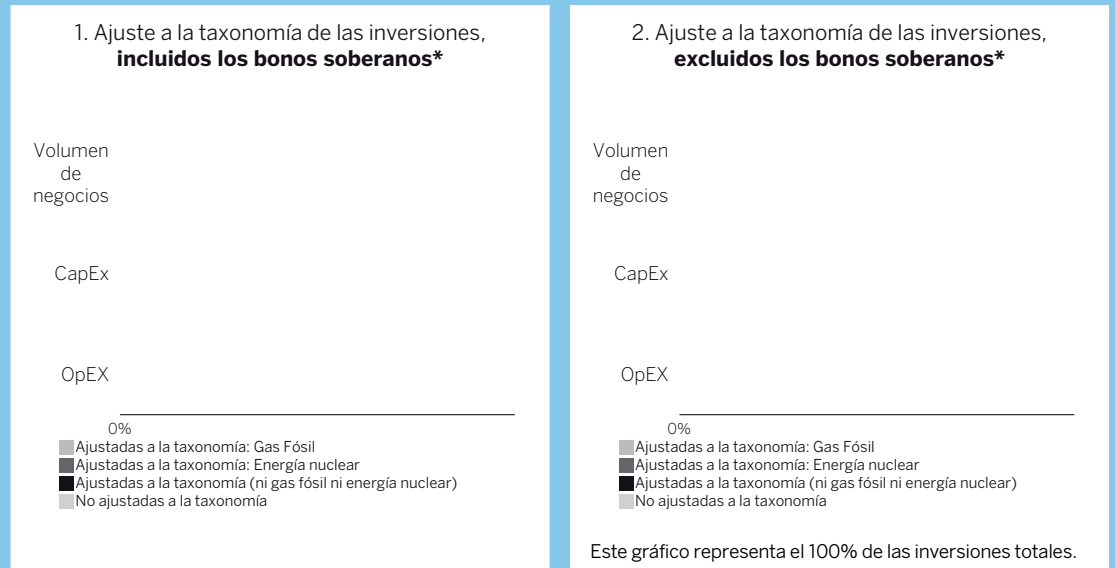 1. Ajuste a la taxonomía de las inversiones,
incluidos los bonos soberanos*
Volumen
de
negocios
CapEx
OpEX
0%
Ajustadas a la taxonomía: Gas Fósil
Ajustadas a la taxonomía: Energía nuclear
Ajustadas a la taxonomía (ni gas fósil ni energía nuclear)
No ajustadas a la taxonomía
2. Ajuste a la taxonomía de las inversiones,
excluidos los bonos soberanos*
Volumen
de
negocios
CapEx
OpEX
0%
Ajustadas a la taxonomía: Gas Fósil
Ajustadas a la taxonomía: Energía nuclear
Ajustadas a la taxonomía (ni gas fósil ni energía nuclear)
No ajustadas a la taxonomía
Este gráfico representa el 100% de las inversiones totales.